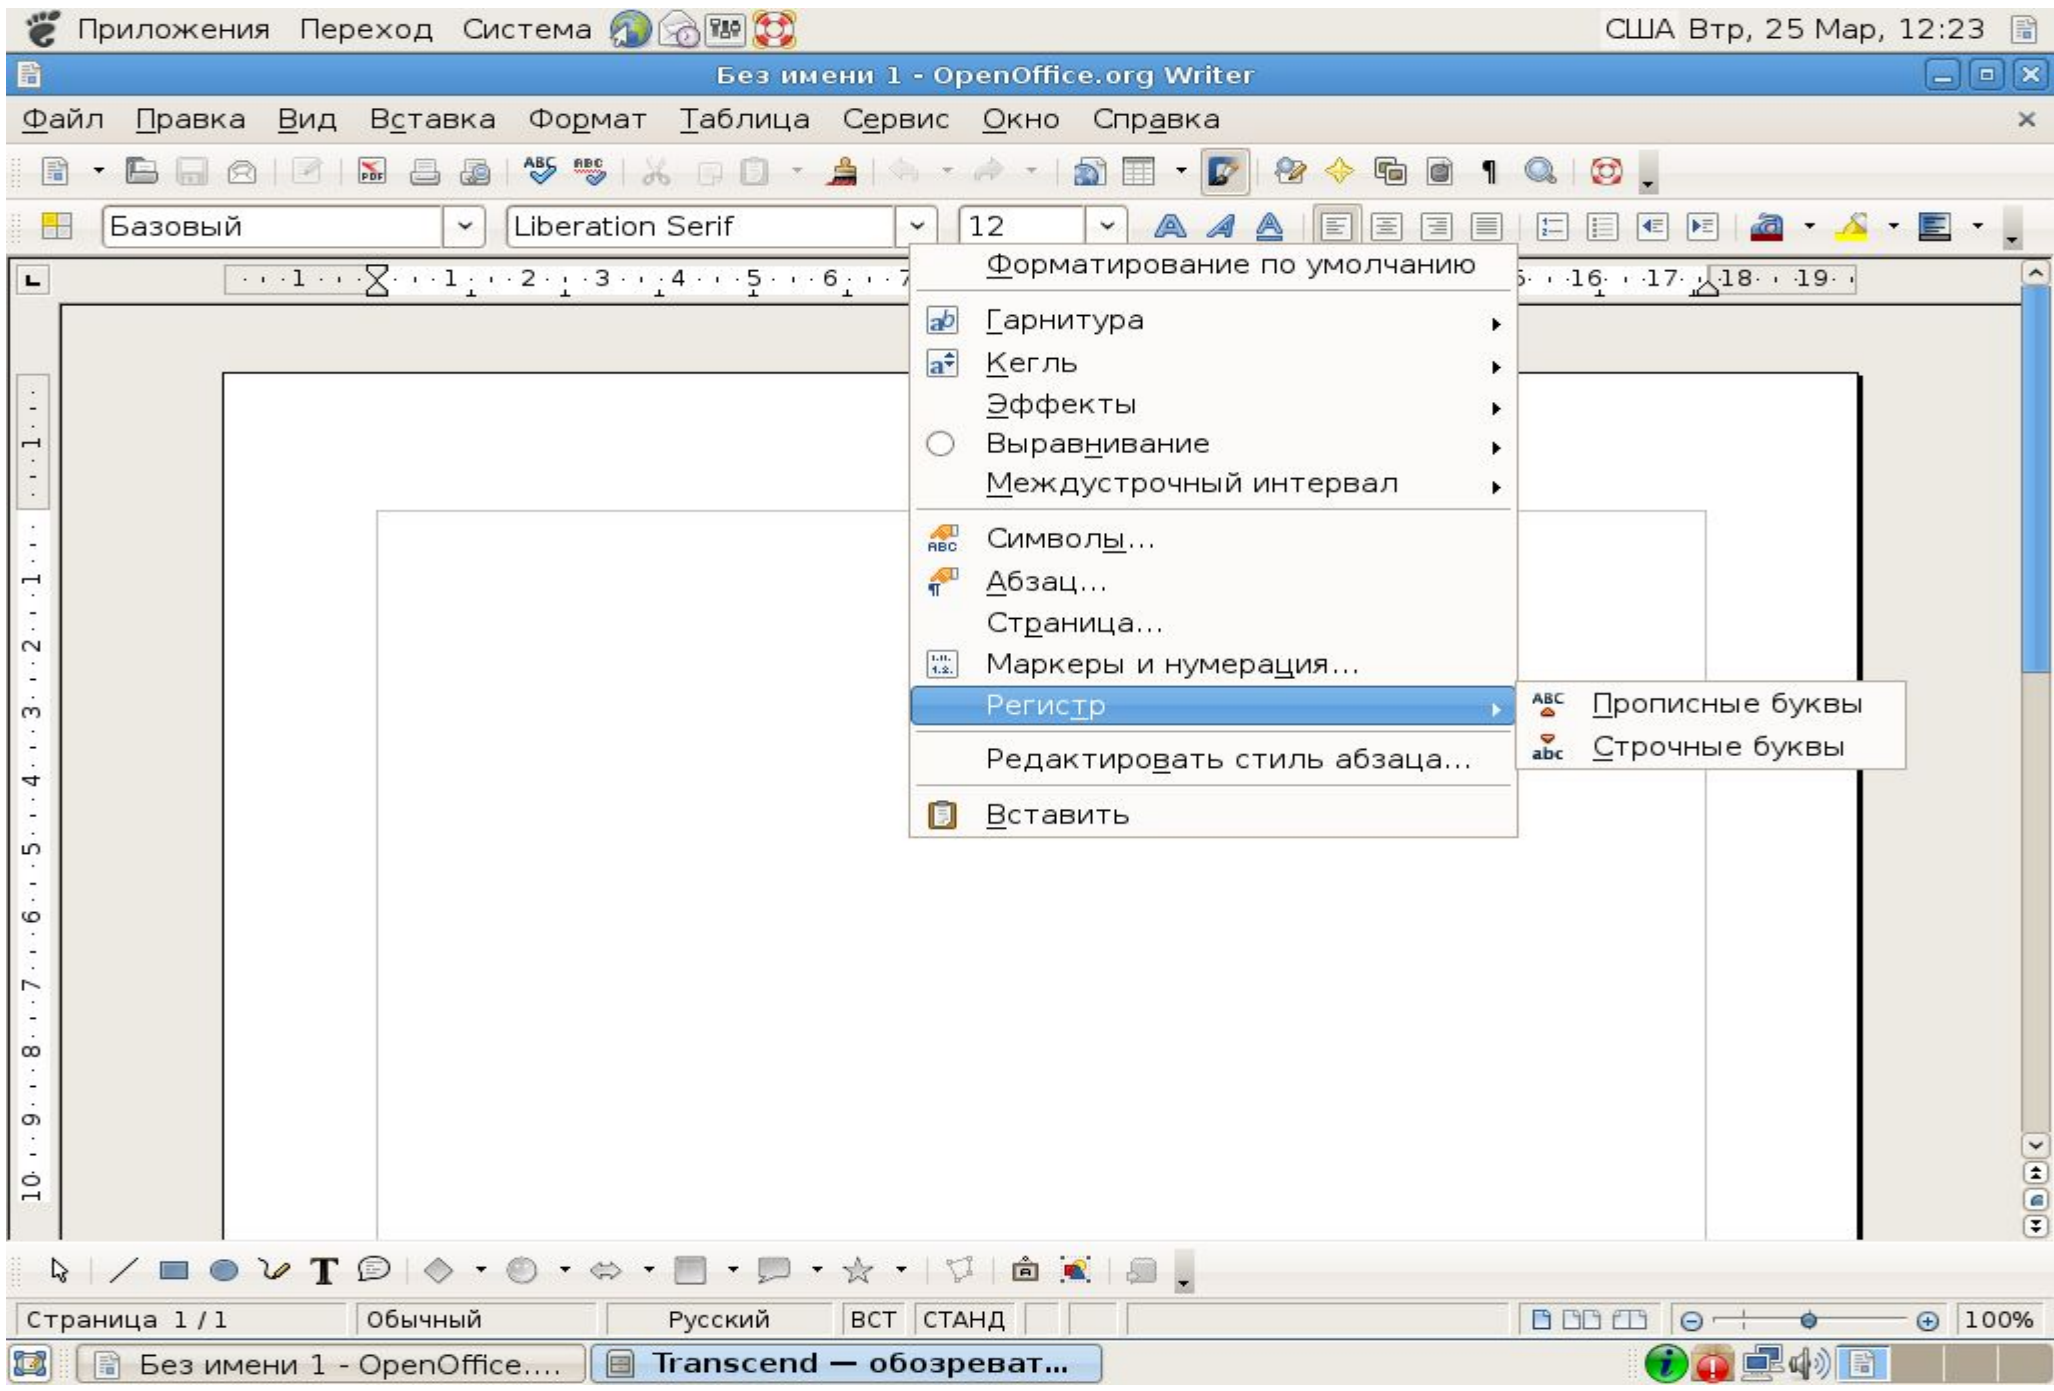 Приложения Переход Система
США Втр, 25 Мар, 12:23
Без имени 1 - OpenOffice.org Writer
Файл Правка Вид Вставка Формат Таблица Сервис Окно Справка
Базовый Liberation Serif 12
Форматирование по умолчанию
Гарнитура
Кегль
Эффекты
Выравнивание
Междустрочный интервал
Символы...
Абзац...
Страница...
Маркеры и нумерация...
Регистр
Прописные буквы
Строчные буквы
Редактировать стиль абзаца...
Вставить
Страница 1 / 1 Обычный Русский ВСТ СТАНД 100%
Без имени 1 - OpenOffice.... Transcend — обозреват...